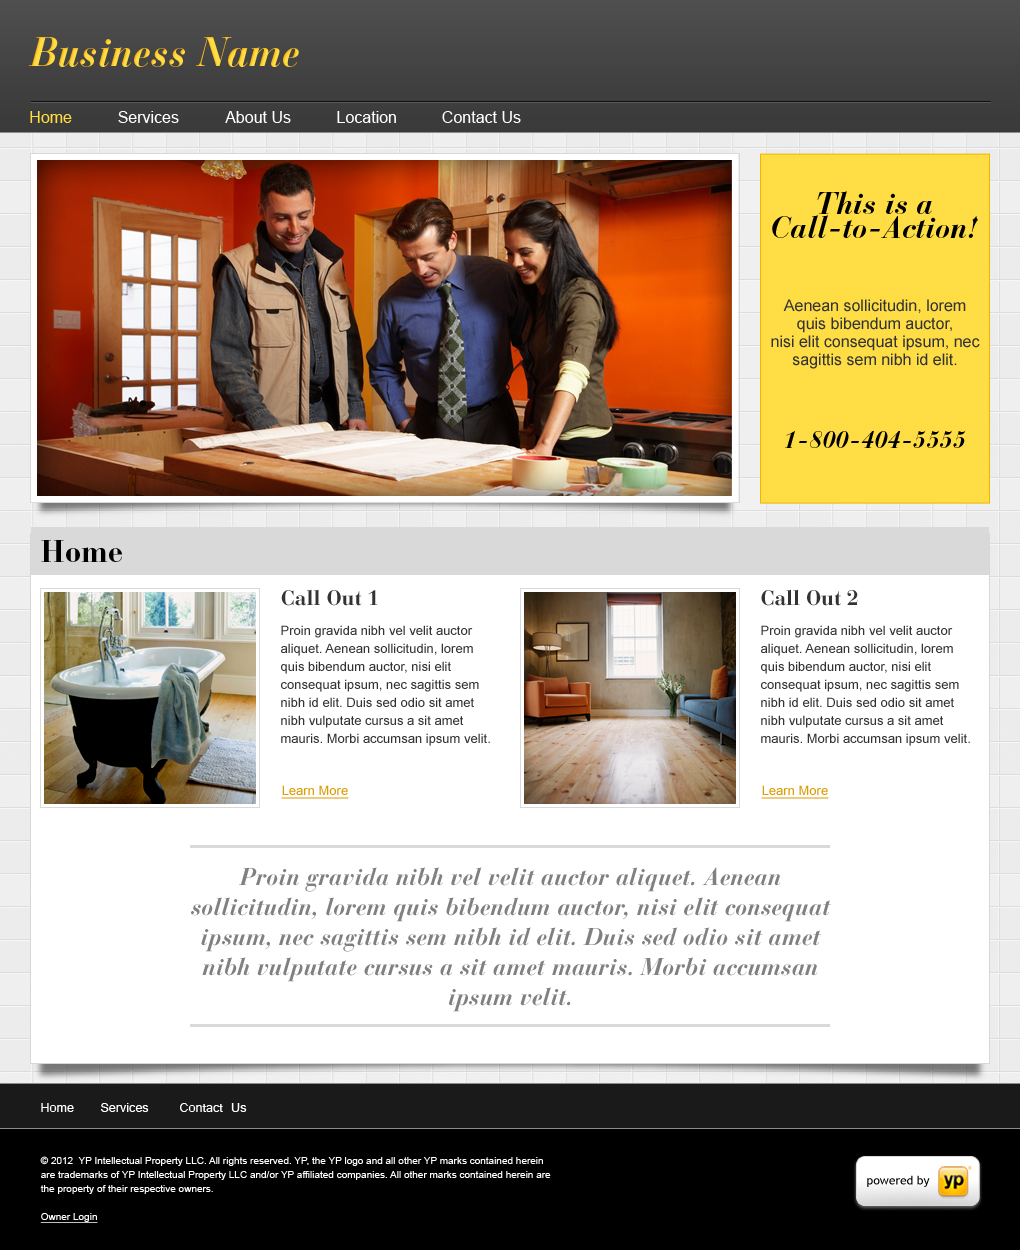 Business Name
Home Services About Us Location Contact Us
This is a
Call-to-Action!
Aenean sollicitudin, lorem
quis bibendum auctor,
nisi elit consequat ipsum, nec
sagittis sem nibh id elit.
1-800-404-5555
Home
Call Out 1
Proin gravida nibh vel velit auctor
aliquet. Aenean sollicitudin, lorem
quis bibendum auctor, nisi elit
consequat ipsum, nec sagittis sem
nibh id elit. Duis sed odio sit amet
nibh vulputate cursus a sit amet
mauris. Morbi accumsan ipsum velit.
Learn More
Call Out 2
Proin gravida nibh vel velit auctor
aliquet. Aenean sollicitudin, lorem
quis bibendum auctor, nisi elit
consequat ipsum, nec sagittis sem
nibh id elit. Duis sed odio sit amet
nibh vulputate cursus a sit amet
mauris. Morbi accumsan ipsum velit.
Learn More
Proin gravida nibh vel velit auctor aliquet. Aenean
sollicitudin, lorem quis bibendum auctor, nisi elit consequat
ipsum, nec sagittis sem nibh id elit. Duis sed odio sit amet
nibh vulputate cursus a sit amet mauris. Morbi accumsan
ipsum velit.
Home Services Contact Us
© 2012 YP Intellectual Property LLC. All rights reserved. YP, the YP logo and all other YP marks contained herein
are trademarks of YP Intellectual Property LLC and/or YP affiliated companies. All other marks contained herein are
the property of their respective owners.
Owner Login
powered by yp